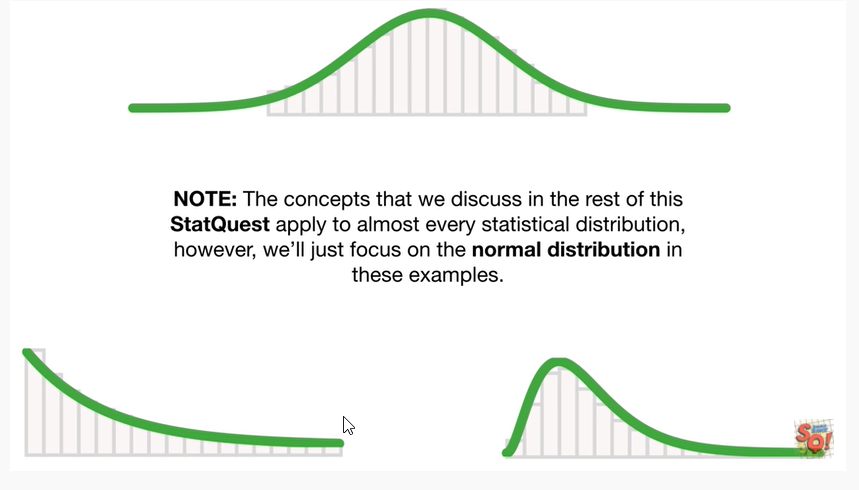 NOTE: The concepts that we discuss in the rest of this
StatQuest apply to almost every statistical distribution,
however, we’ll just focus on the normal distribution in
these examples.
SQ!